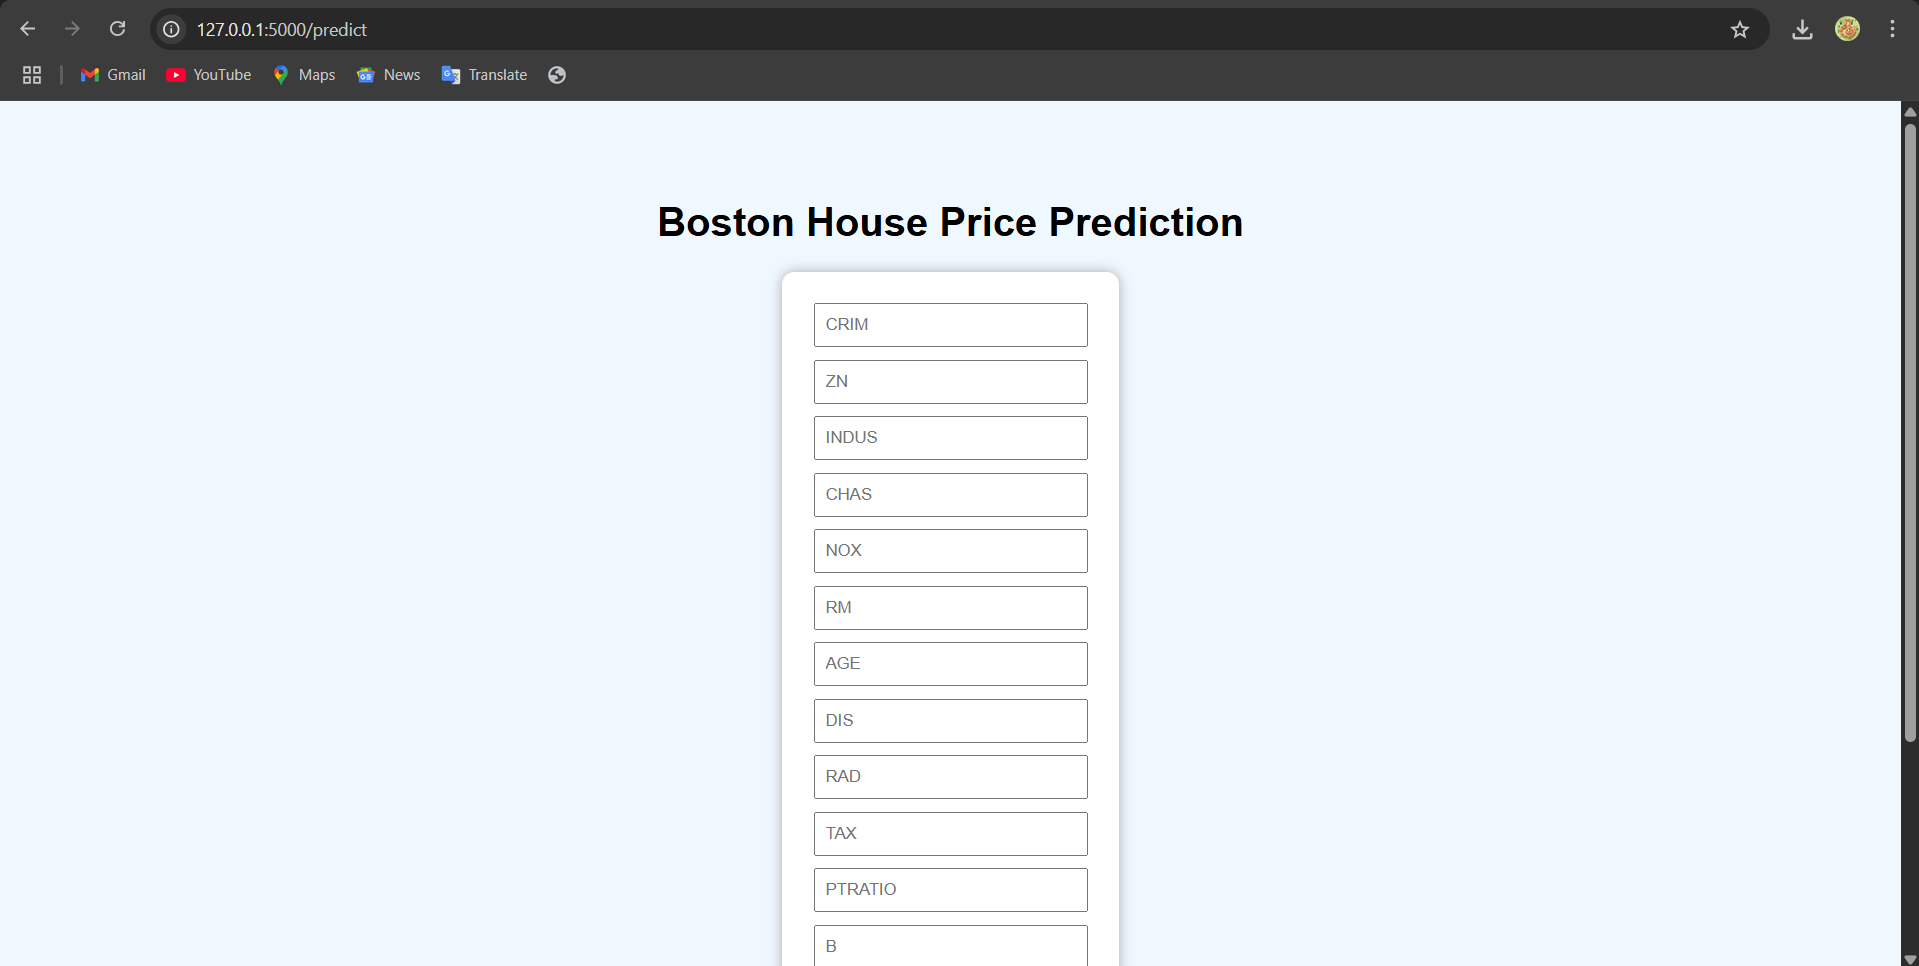 127.0.0.1:5000/predict
Gmail YouTube Maps News Translate
Boston House Price Prediction
CRIM
ZN
INDUS
CHAS
NOX
RM
AGE
DIS
RAD
TAX
PTRATIO
B